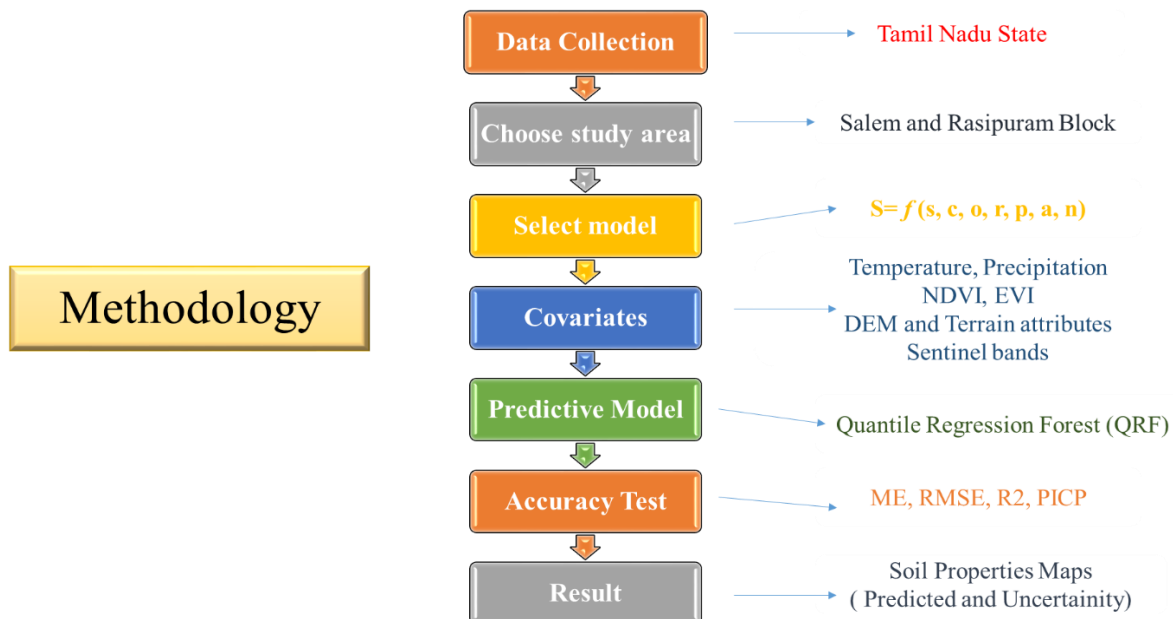 Methodology
Data Collection
Tamil Nadu State
Choose study area
Salem and Rasipuram Block
Select model
S= f (s, c, o, r, p, a, n)
Covariates
Temperature, Precipitation
NDVI, EVI
DEM and Terrain attributes
Sentinel bands
Predictive Model
Quantile Regression Forest (QRF)
Accuracy Test
ME, RMSE, R2, PICP
Result
Soil Properties Maps
( Predicted and Uncertainity)